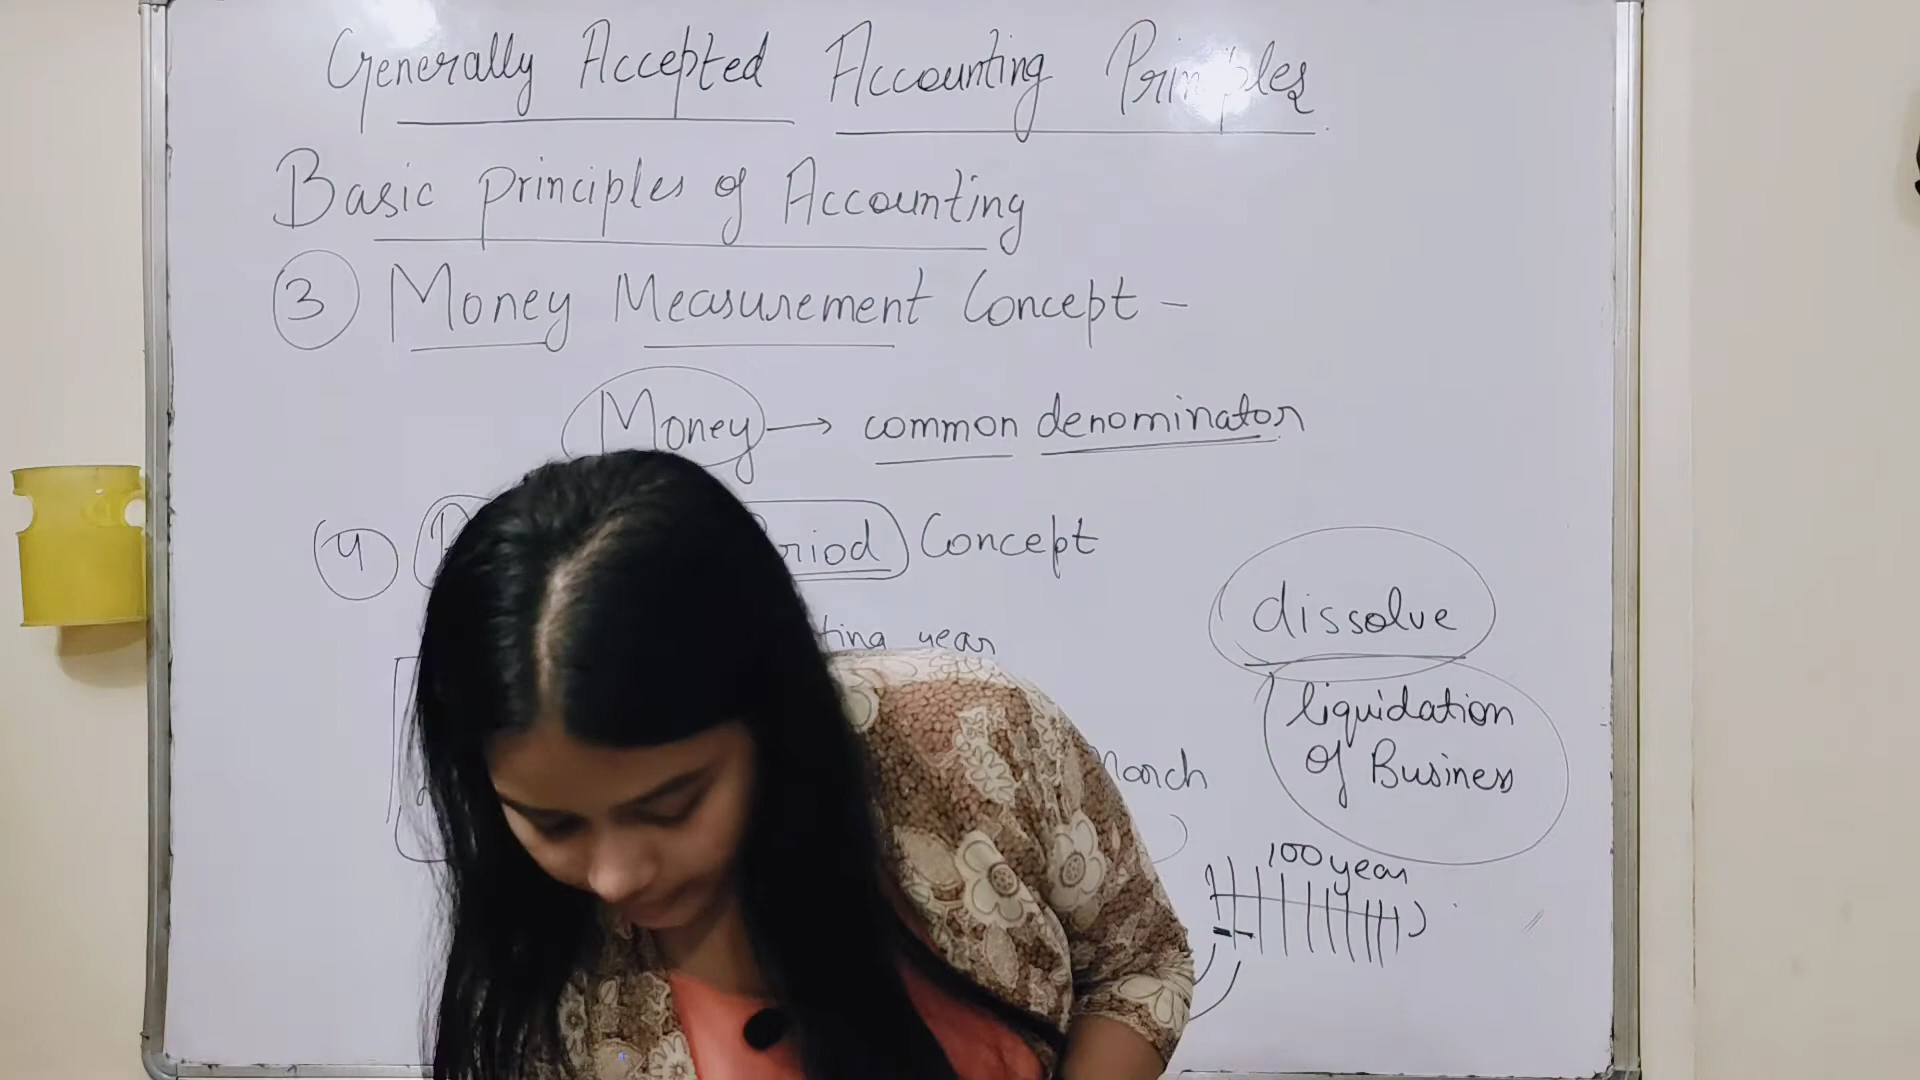 Generally Accepted Accounting Principles
Basic principles of Accounting
3 Money Measurement Concept -
Money → common denominator
4 Concept
year
dissolve
liquidation
of Business
100 year